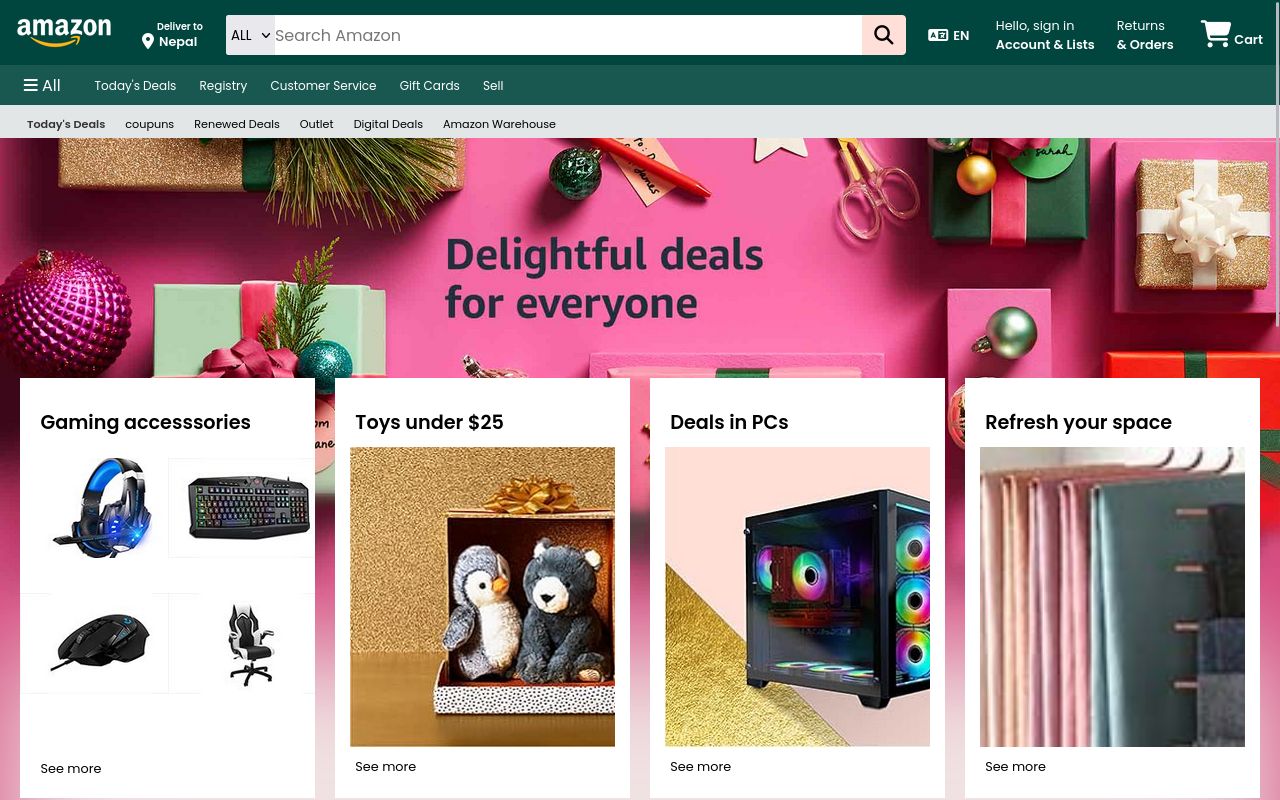 amazon
Deliver to
Nepal
ALL
Search Amazon
EN
Hello, sign in
Account & Lists
Returns
& Orders
Cart
All
Today's Deals
Registry
Customer Service
Gift Cards
Sell
Today's Deals
coupuns
Renewed Deals
Outlet
Digital Deals
Amazon Warehouse
To: D
James
sarah
Delightful deals
for everyone
Gaming accesssories
Toys under $25
Deals in PCs
Refresh your space
See more
See more
See more
See more